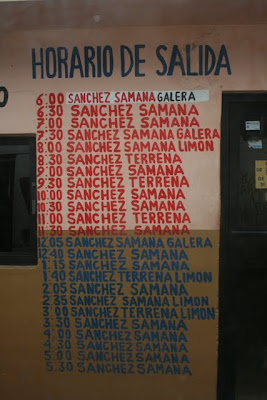 HORARIO DE SALIDA
6:00 SANCHEZ SAMANA GALERA
6:30 SANCHEZ SAMANA
7:00 SANCHEZ SAMANA
7:30 SANCHEZ SAMANA GALERA
8:00 SANCHEZ SAMANA LIMON
8:30 SANCHEZ TERRENA
9:00 SANCHEZ SAMANA
9:30 SANCHEZ TERRENA
10:00 SANCHEZ SAMANA
10:30 SANCHEZ SAMANA
11:00 SANCHEZ TERRENA
11:30 SANCHEZ SAMANA
12:05 SANCHEZ SAMANA GALERA
12:40 SANCHEZ SAMANA
1:15 SANCHEZ SAMANA
1:40 SANCHEZ TERRENA LIMON
2:05 SANCHEZ SAMANA
2:35 SANCHEZ SAMANA LIMON
3:00 SANCHEZ TERRENA LIMON
3:30 SANCHEZ SAMANA
4:00 SANCHEZ SAMANA
4:30 SANCHEZ SAMANA
5:00 SANCHEZ SAMANA
5:30 SANCHEZ SAMANA